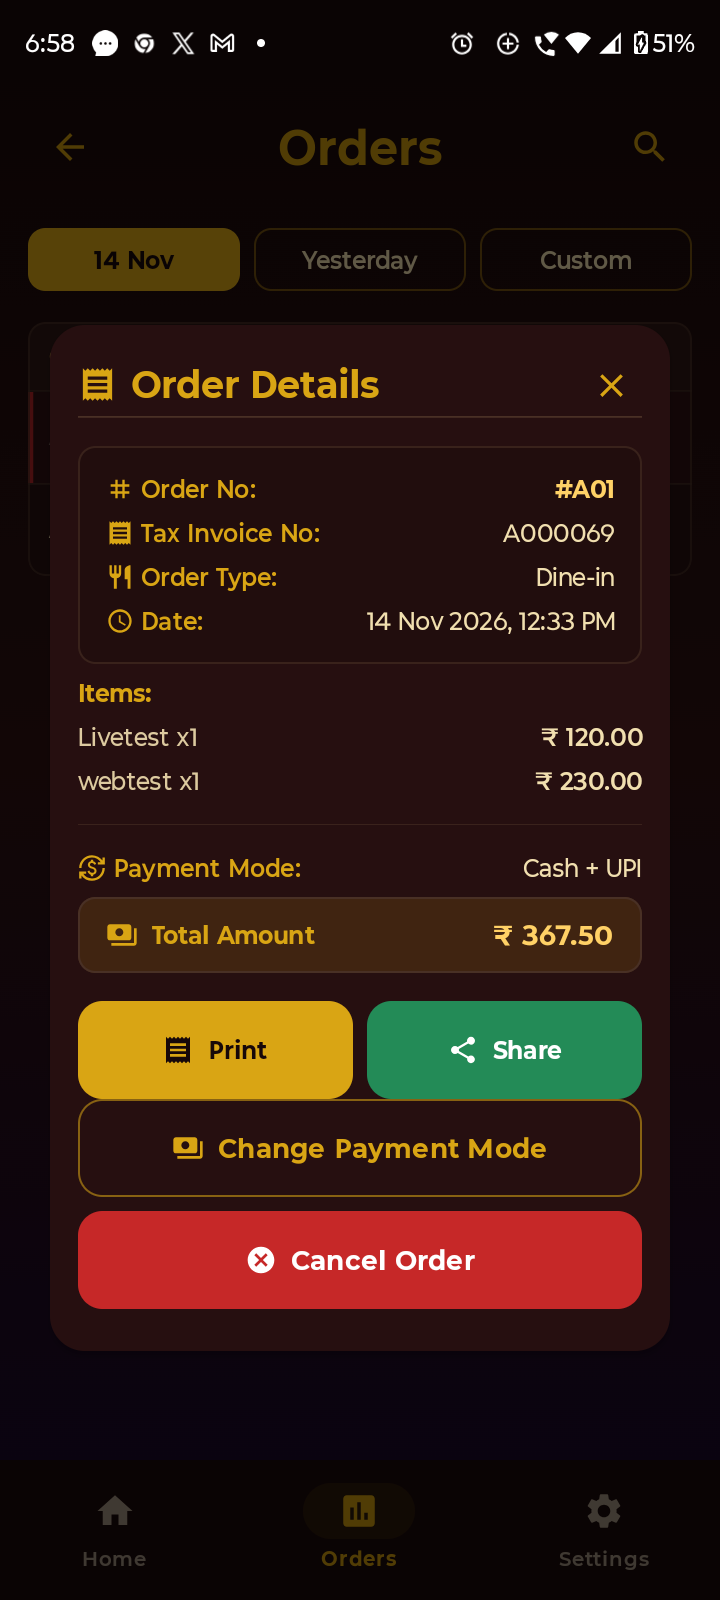 6:58 51%
Orders
14 Nov Yesterday Custom
Order Details
Order No: #A01
Tax Invoice No: A000069
Order Type: Dine-in
Date: 14 Nov 2026, 12:33 PM
Items:
Livetest x1 ₹ 120.00
webtest x1 ₹ 230.00
Payment Mode: Cash + UPI
Total Amount ₹ 367.50
Print Share
Change Payment Mode
Cancel Order
Home Orders Settings